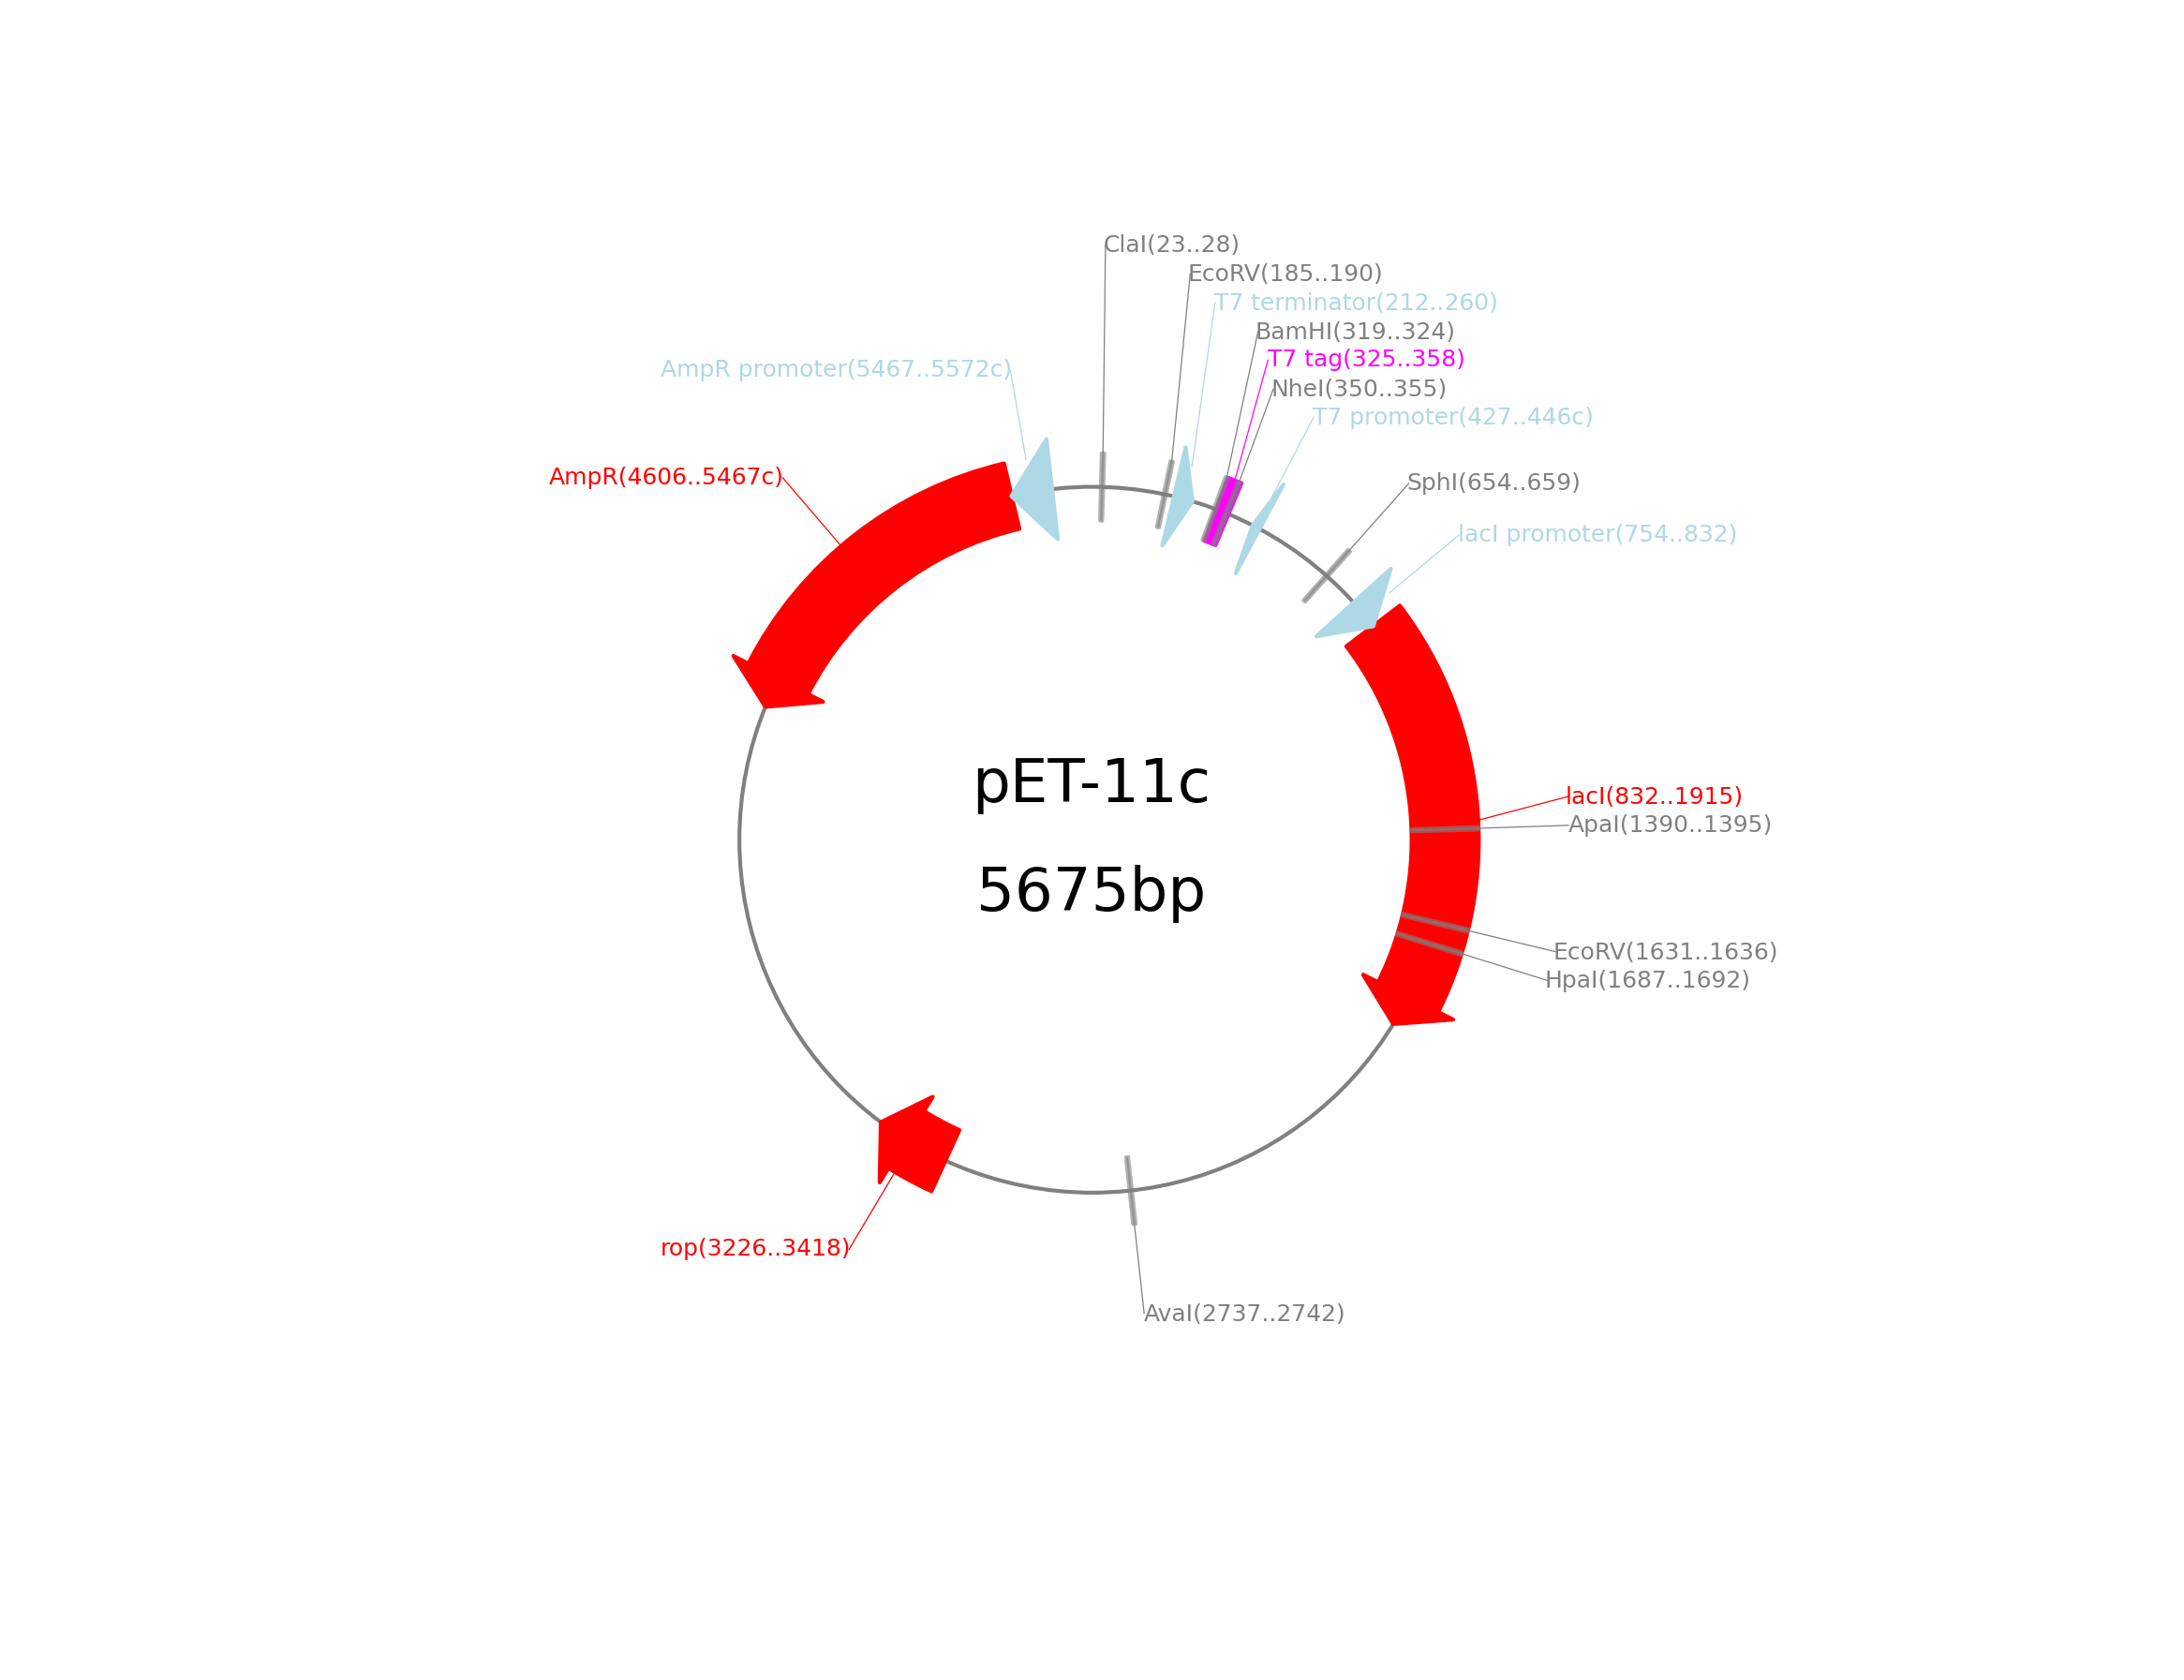 ClaI(23..28)
EcoRV(185..190)
T7 terminator(212..260)
BamHI(319..324)
T7 tag(325..358)
AmpR promoter(5467..5572c)
NheI(350..355)
T7 promoter(427..446c)
AmpR(4606..5467c)
SphI(654..659)
lacI promoter(754..832)
pET-11c
5675bp
lacI(832..1915)
ApaI(1390..1395)
EcoRV(1631..1636)
HpaI(1687..1692)
rop(3226..3418)
AvaI(2737..2742)